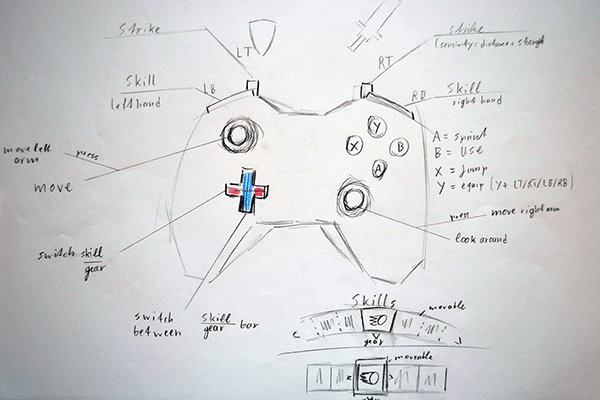 strike
LT
strike
(sensitivity = distance + strength
RT
skill
left hand
LB
RB
skill
right hand
Y
X
B
A
A = sprint
B = Use
X = Jump
Y = equip (Y+ LT/RT/LB/RB)
move left
arm
press
move
press
move right arm
look around
switch skill
gear
switch
between
skill
gear bar
Skills
movable
gear
moveable